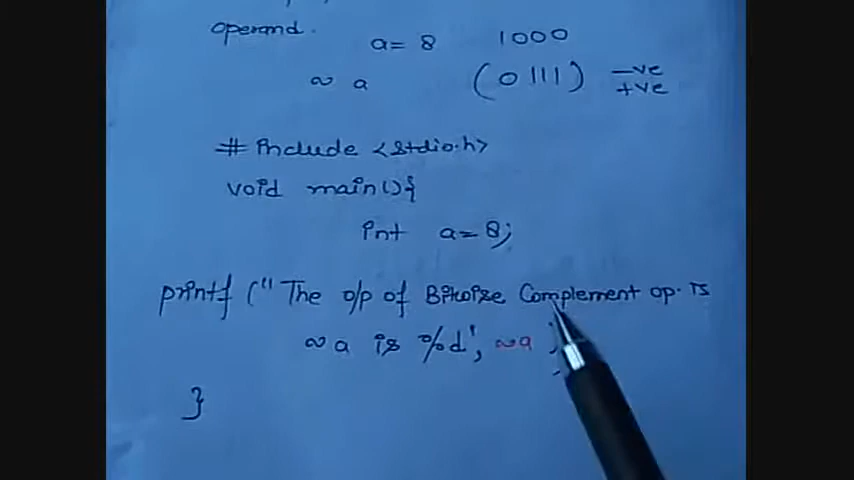 operand.
a = 8 1000
~ a (0111) -ve
+ve
# include <stdio.h>
void main(){
int a=8;
printf ("The o/p of Bitwise Complement op. is
~a is %d", ~a );
}